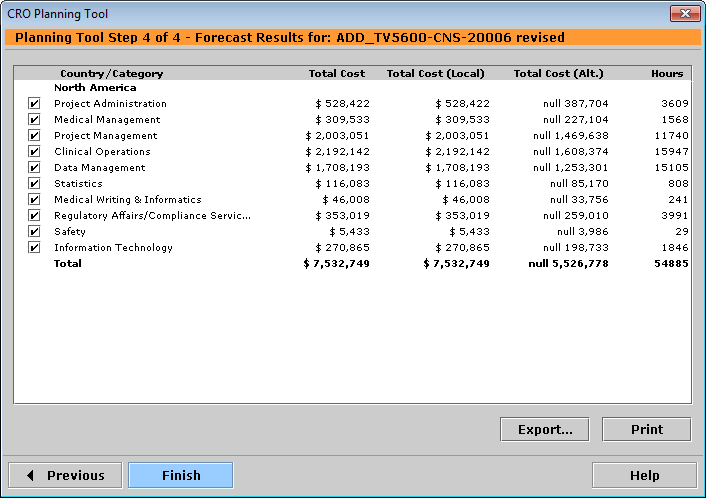 CRO Planning Tool
Planning Tool Step 4 of 4 - Forecast Results for: ADD_TV5600-CNS-20006 revised
Country/Category Total Cost Total Cost (Local) Total Cost (Alt.) Hours
North America
Project Administration $ 528,422 $ 528,422 null 387,704 3609
Medical Management $ 309,533 $ 309,533 null 227,104 1568
Project Management $ 2,003,051 $ 2,003,051 null 1,469,638 11740
Clinical Operations $ 2,192,142 $ 2,192,142 null 1,608,374 15947
Data Management $ 1,708,193 $ 1,708,193 null 1,253,301 15105
Statistics $ 116,083 $ 116,083 null 85,170 808
Medical Writing & Informatics $ 46,008 $ 46,008 null 33,756 241
Regulatory Affairs/Compliance Servic... $ 353,019 $ 353,019 null 259,010 3991
Safety $ 5,433 $ 5,433 null 3,986 29
Information Technology $ 270,865 $ 270,865 null 198,733 1846
Total $ 7,532,749 $ 7,532,749 null 5,526,778 54885
Export... Print
Previous Finish Help